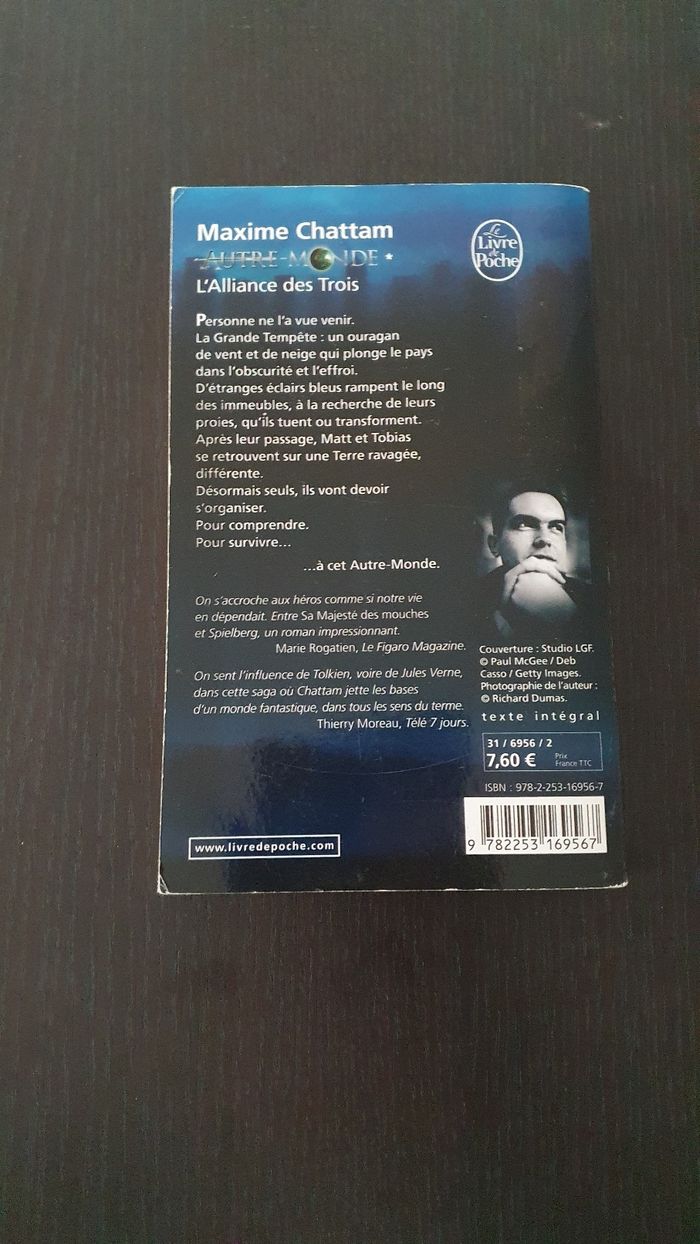 Maxime Chattam
AUTRE-MONDE *
L'Alliance des Trois
Le
Livre
de
Poche
Personne ne l'a vue venir.
La Grande Tempête : un ouragan
de vent et de neige qui plonge le pays
dans l'obscurité et l'effroi.
D'étranges éclairs bleus rampent le long
des immeubles, à la recherche de leurs
proies, qu'ils tuent ou transforment.
Après leur passage, Matt et Tobias
se retrouvent sur une Terre ravagée,
différente.
Désormais seuls, ils vont devoir
s'organiser.
Pour comprendre.
Pour survivre...
...à cet Autre-Monde.
On s'accroche aux héros comme si notre vie
en dépendait. Entre Sa Majesté des mouches
et Spielberg, un roman impressionnant.
Marie Rogatien, Le Figaro Magazine.
On sent l'influence de Tolkien, voire de Jules Verne,
dans cette saga où Chattam jette les bases
d'un monde fantastique, dans tous les sens du terme.
Thierry Moreau, Télé 7 jours.
Couverture : Studio LGF.
© Paul McGee / Deb
Casso / Getty Images.
Photographie de l'auteur :
© Richard Dumas.
texte intégral
31 / 6956 / 2
7,60 € Prix
France TTC
ISBN : 978-2-253-16956-7
9 782253 169567
www.livredepoche.com